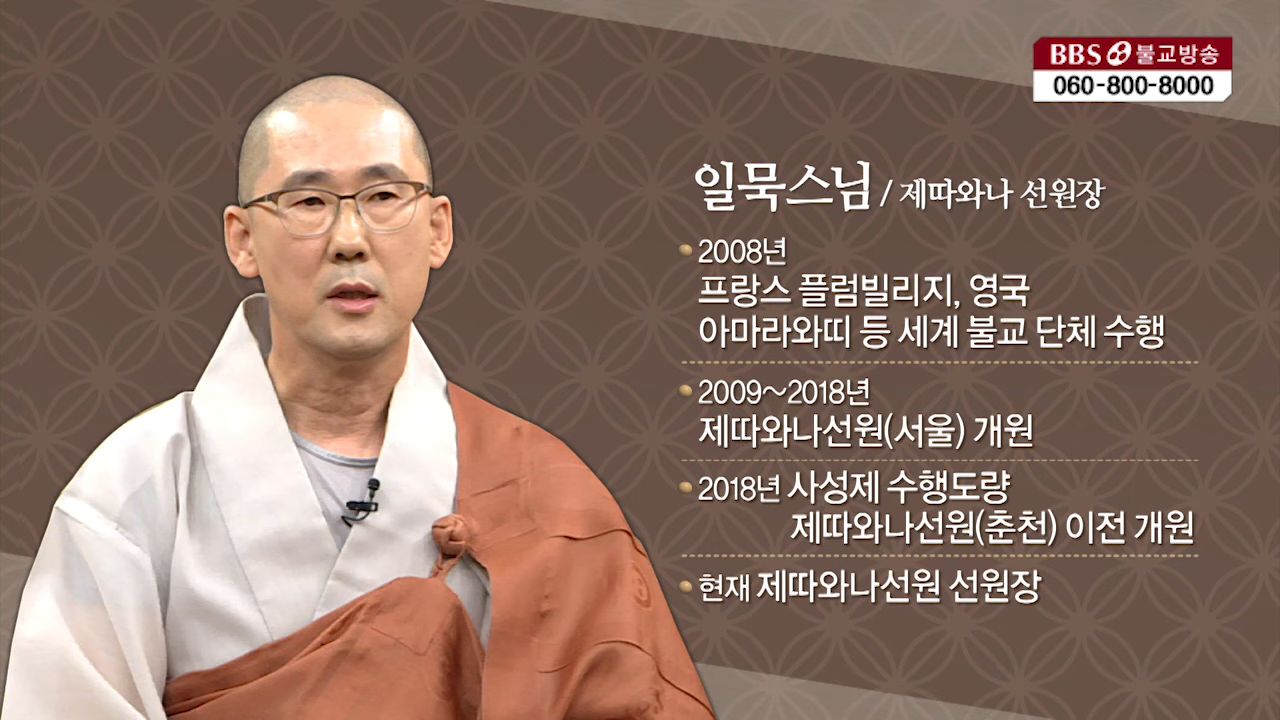 BBS 불교방송
060-800-8000
일묵스님 / 제따와나 선원장
2008년
프랑스 플럼빌리지, 영국
아마라와띠 등 세계 불교 단체 수행
2009~2018년
제따와나선원(서울) 개원
2018년 사성제 수행도량
제따와나선원(춘천) 이전 개원
현재 제따와나선원 선원장